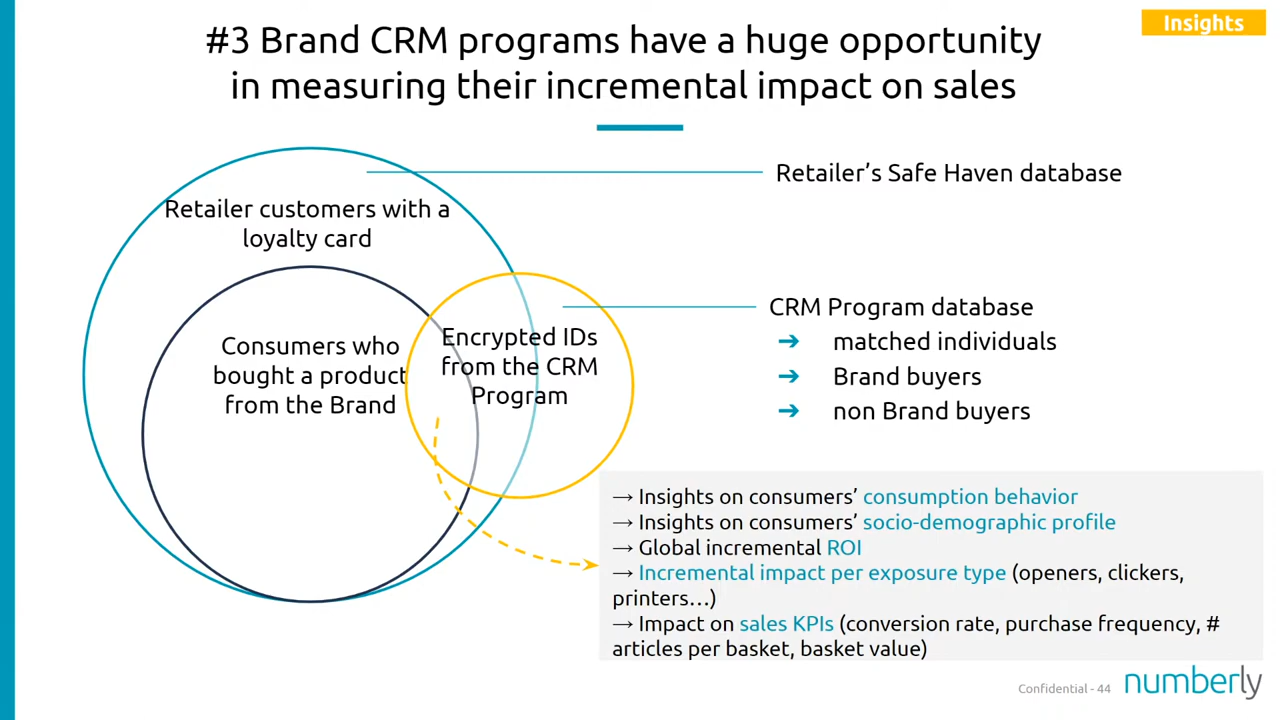 Insights
#3 Brand CRM programs have a huge opportunity
in measuring their incremental impact on sales
Retailer’s Safe Haven database
Retailer customers with a
loyalty card
CRM Program database
➔ matched individuals
➔ Brand buyers
➔ non Brand buyers
Consumers who
bought a product
from the Brand
Encrypted IDs
from the CRM
Program
→ Insights on consumers’ consumption behavior
→ Insights on consumers’ socio-demographic profile
→ Global incremental ROI
→ Incremental impact per exposure type (openers, clickers,
printers…)
→ Impact on sales KPIs (conversion rate, purchase frequency, #
articles per basket, basket value)
Confidential - 44
numberly